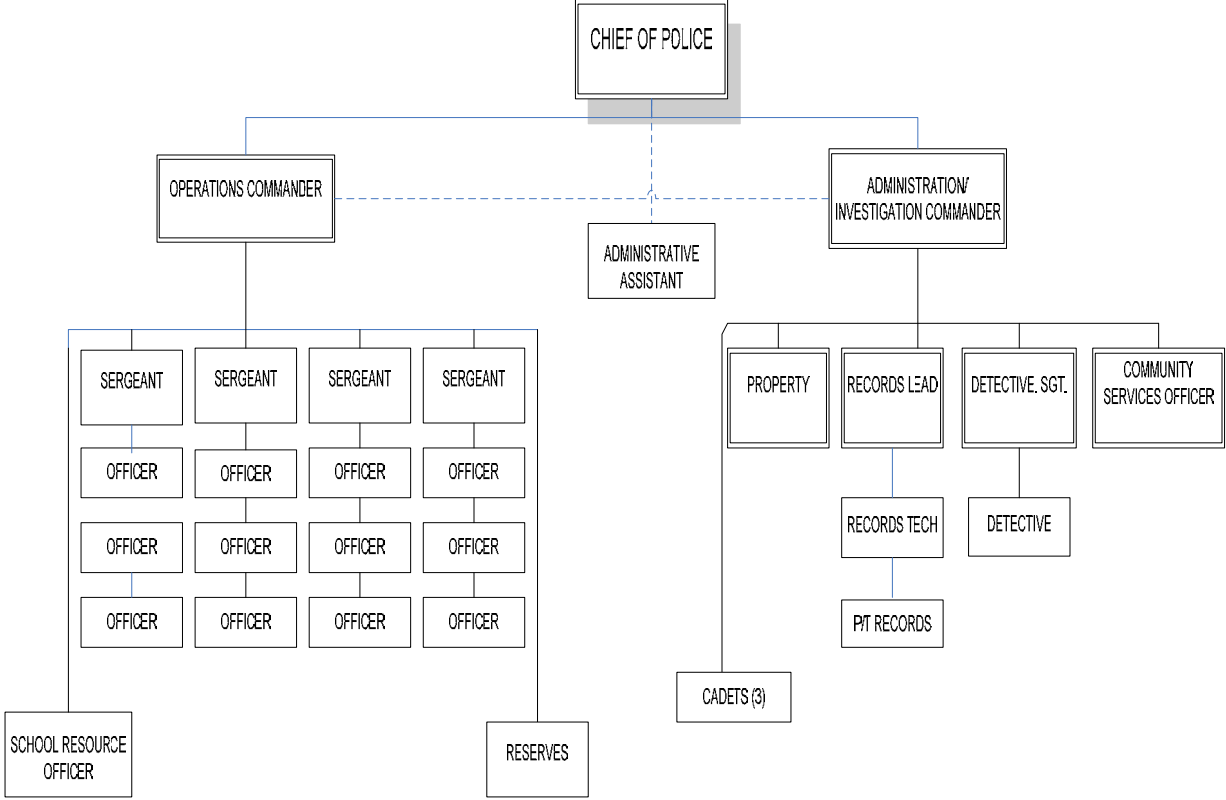 CHIEF OF POLICE
OPERATIONS COMMANDER
ADMINISTRATION/
INVESTIGATION COMMANDER
ADMINISTRATIVE
ASSISTANT
SERGEANT
SERGEANT
SERGEANT
SERGEANT
OFFICER
OFFICER
OFFICER
OFFICER
OFFICER
OFFICER
OFFICER
OFFICER
OFFICER
OFFICER
OFFICER
OFFICER
SCHOOL RESOURCE
OFFICER
RESERVES
PROPERTY
RECORDS LEAD
DETECTIVE. SGT.
COMMUNITY
SERVICES OFFICER
RECORDS TECH
DETECTIVE
P/T RECORDS
CADETS (3)